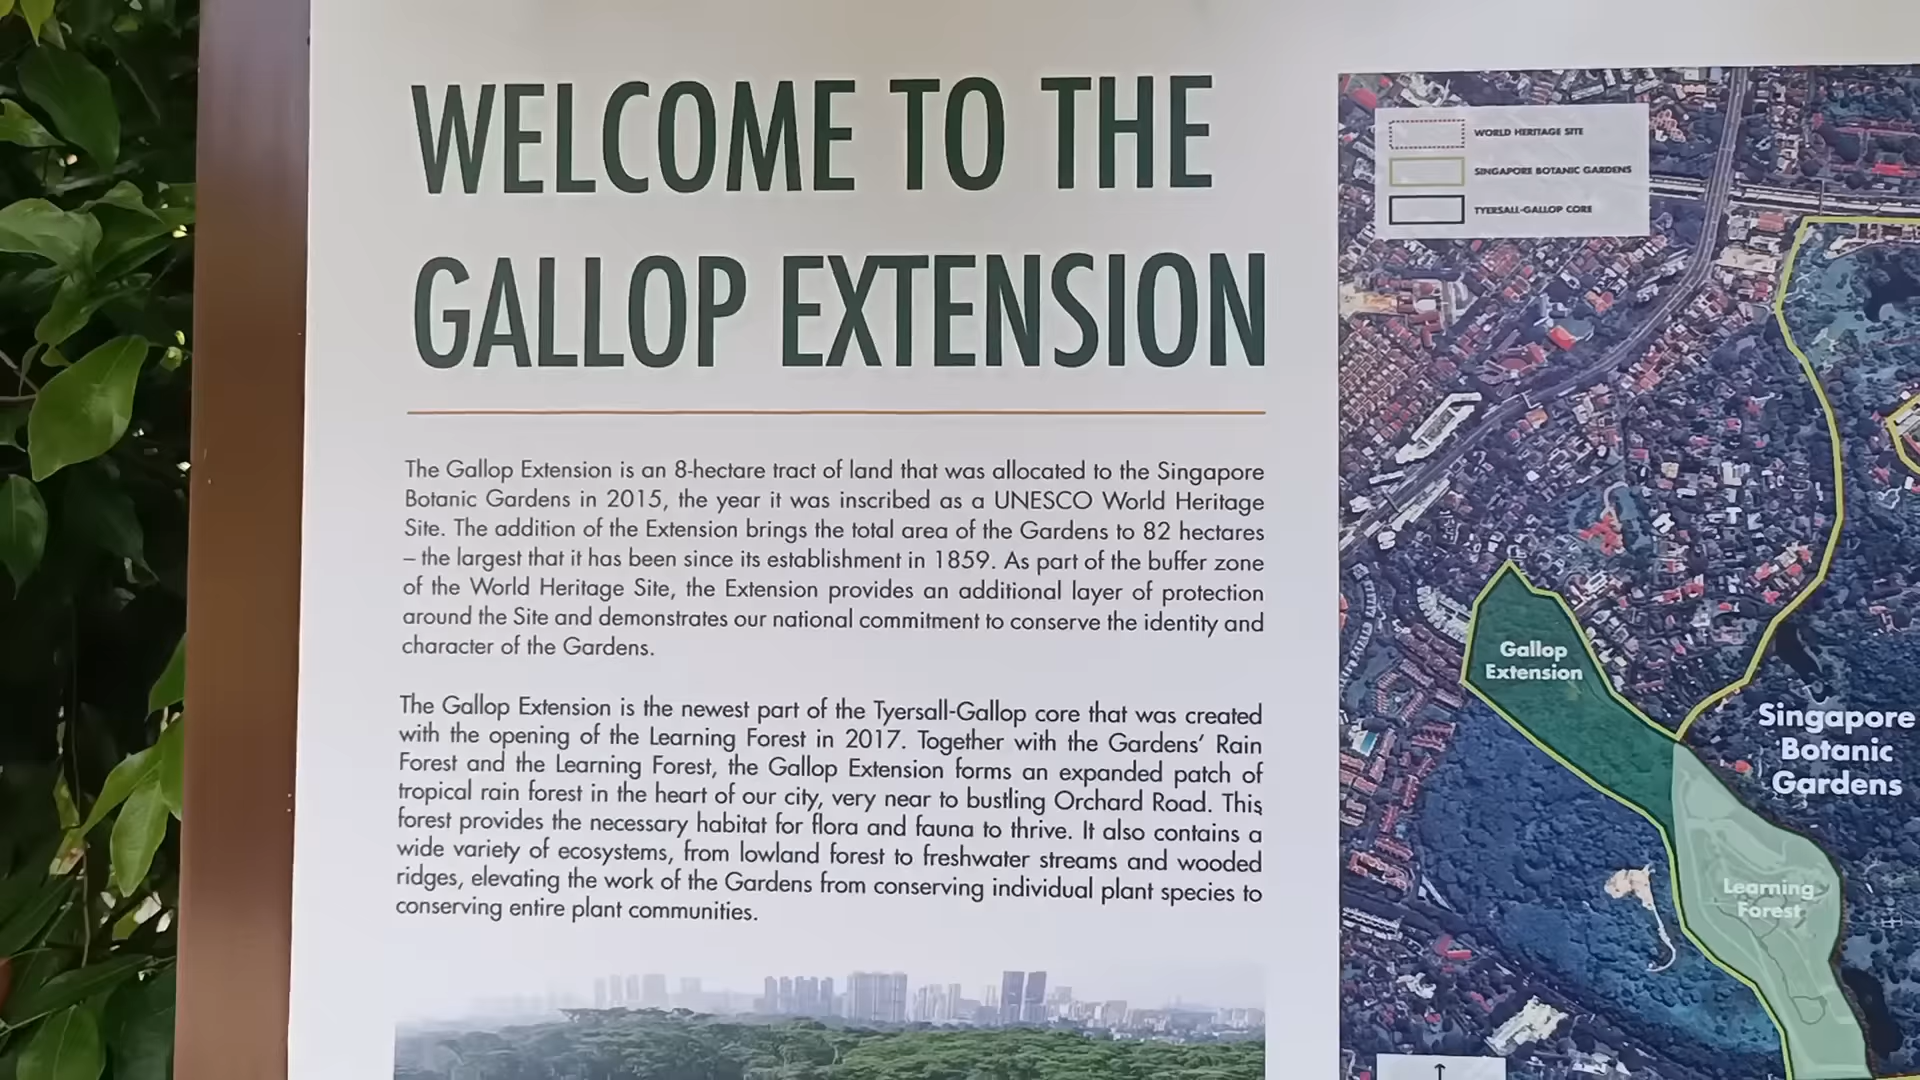 WELCOME TO THE
GALLOP EXTENSION
The Gallop Extension is an 8-hectare tract of land that was allocated to the Singapore
Botanic Gardens in 2015, the year it was inscribed as a UNESCO World Heritage
Site. The addition of the Extension brings the total area of the Gardens to 82 hectares
– the largest that it has been since its establishment in 1859. As part of the buffer zone
of the World Heritage Site, the Extension provides an additional layer of protection
around the Site and demonstrates our national commitment to conserve the identity and
character of the Gardens.
The Gallop Extension is the newest part of the Tyersall-Gallop core that was created
with the opening of the Learning Forest in 2017. Together with the Gardens’ Rain
Forest and the Learning Forest, the Gallop Extension forms an expanded patch of
tropical rain forest in the heart of our city, very near to bustling Orchard Road. This
forest provides the necessary habitat for flora and fauna to thrive. It also contains a
wide variety of ecosystems, from lowland forest to freshwater streams and wooded
ridges, elevating the work of the Gardens from conserving individual plant species to
conserving entire plant communities.
WORLD HERITAGE SITE
SINGAPORE BOTANIC GARDENS
TYERSALL-GALLOP CORE
Gallop
Extension
Singapore
Botanic
Gardens
Learning
Forest